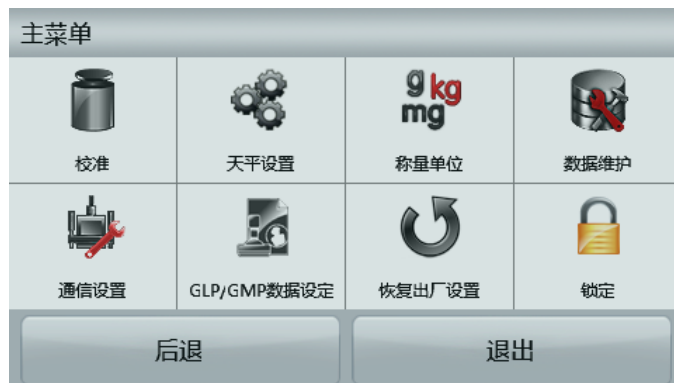 主菜单
g kg
mg
校准
天平设置
称量单位
数据维护
通信设置
GLP/GMP数据设定
恢复出厂设置
锁定
后退
退出